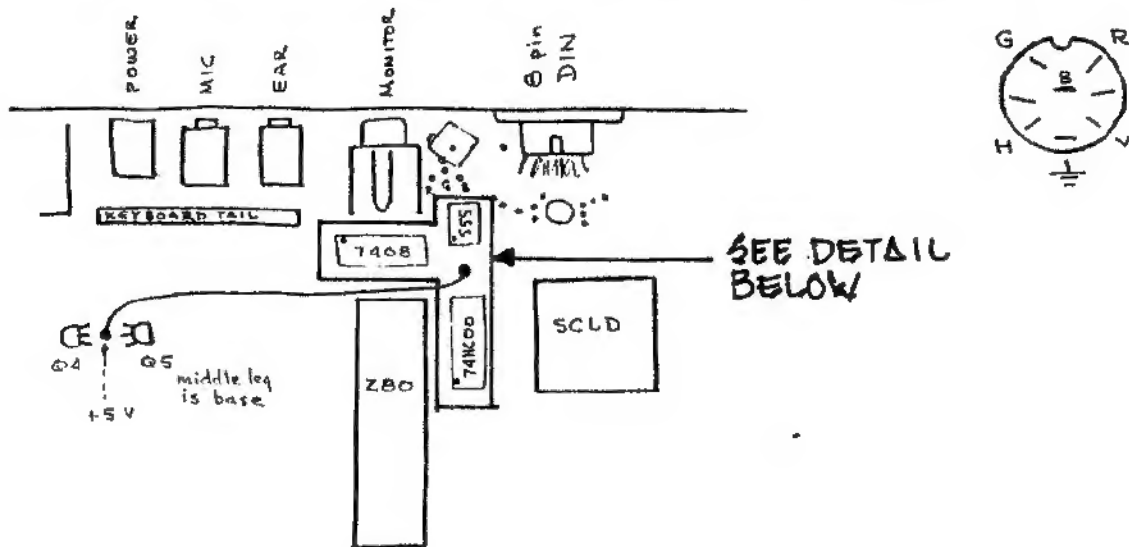 POWER
MIC
EAR
MONITOR
8 pin
DIN
G R
B
H V
G
KEYBOARD TAIL
555
7408
SEE DETAIL
BELOW
SCLD
74HC00
Z80
Q4
Q5
middle leg
is base
+5 V